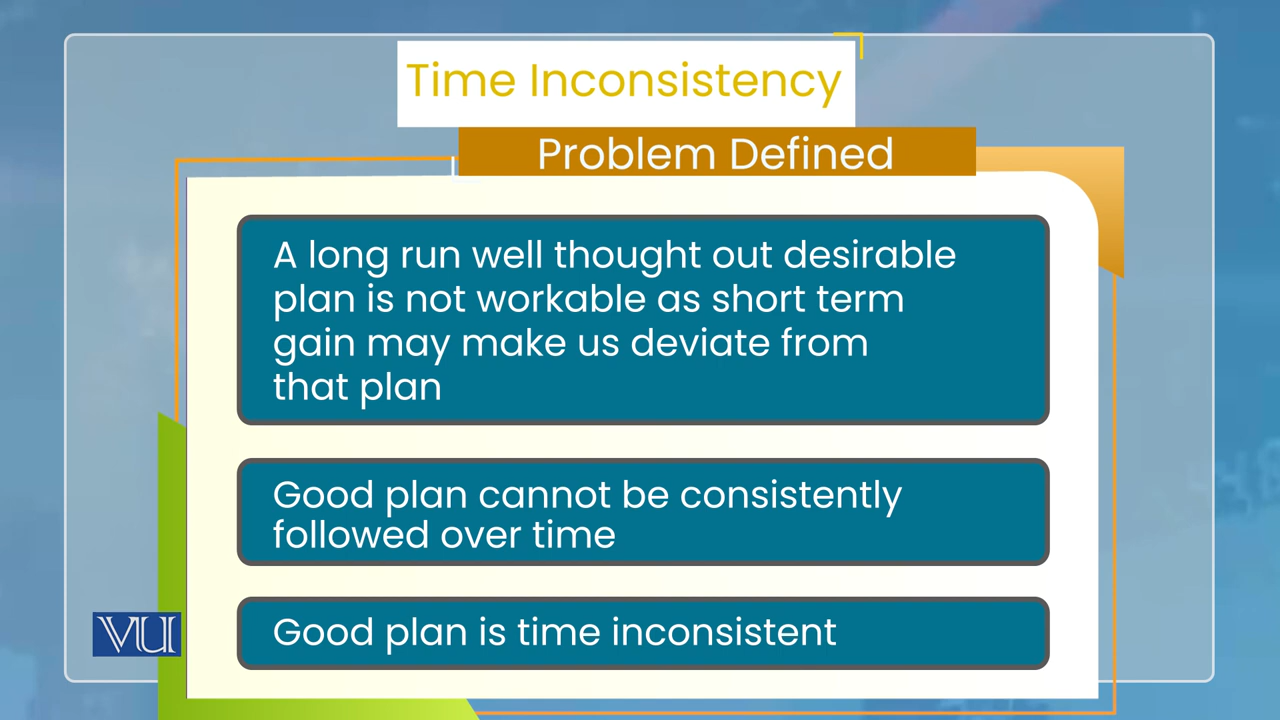 Time Inconsistency
Problem Defined
A long run well thought out desirable
plan is not workable as short term
gain may make us deviate from
that plan
Good plan cannot be consistently
followed over time
Good plan is time inconsistent
VU